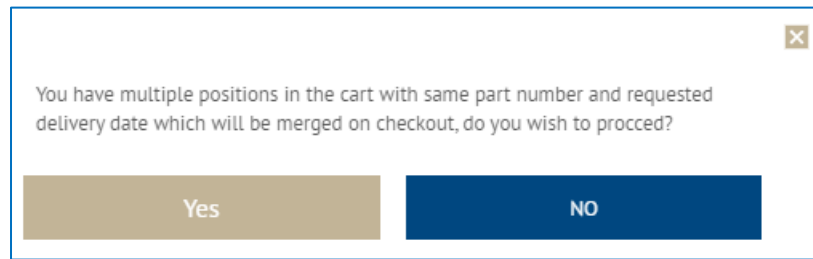 You have multiple positions in the cart with same part number and requested
delivery date which will be merged on checkout, do you wish to procced?
Yes
NO